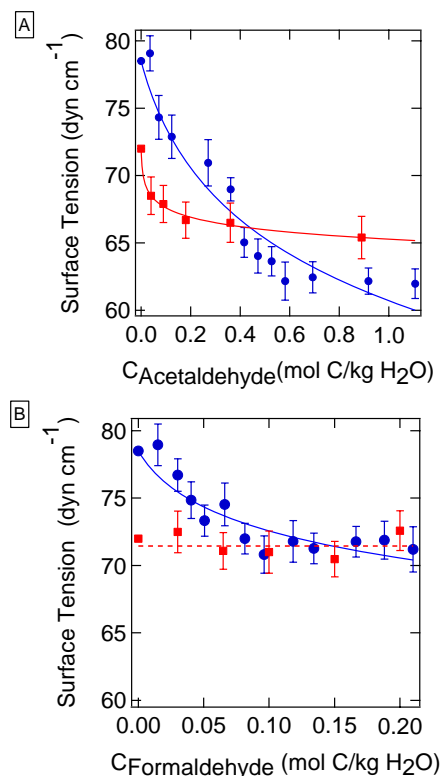 A
80
75
70
65
60
Surface Tension (dyn cm-1)
0.0 0.2 0.4 0.6 0.8 1.0
CAcetaldehyde(mol C/kg H2O)
B
80
75
70
65
60
Surface Tension (dyn cm-1)
0.00 0.05 0.10 0.15 0.20
CFormaldehyde (mol C/kg H2O)